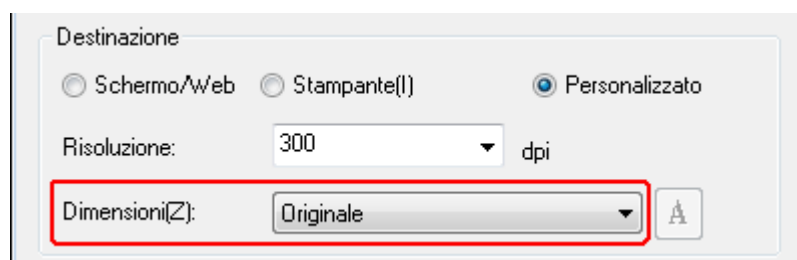 Destinazione
Schermo/Web Stampante(I) Personalizzato
Risoluzione: 300 dpi
Dimensioni(Z): Originale A